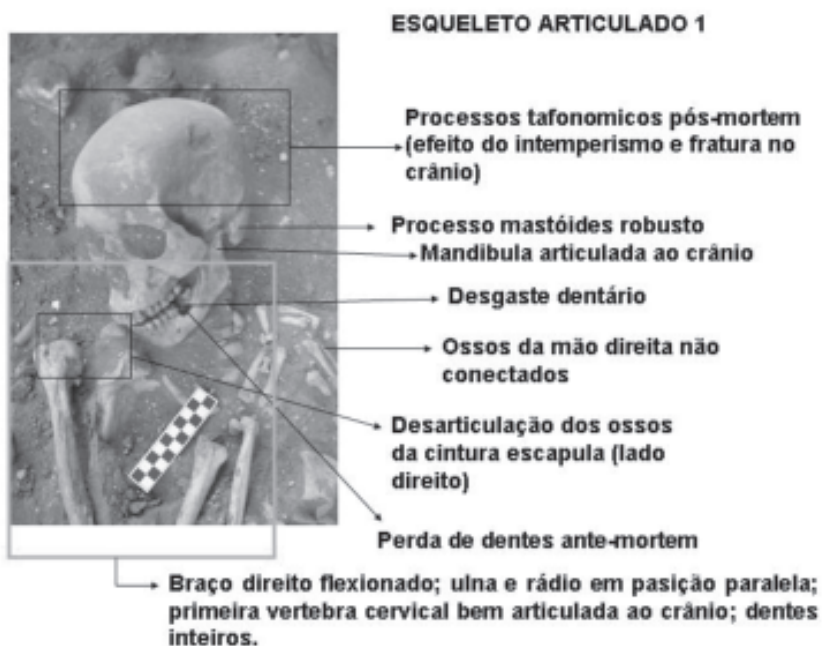 ESQUELETO ARTICULADO 1
Processos tafonomicos pós-mortem
(efeito do intemperismo e fratura no
crânio)
Processo mastóides robusto
Mandibula articulada ao crânio
Desgaste dentário
Ossos da mão direita não
conectados
Desarticulação dos ossos
da cintura escapula (lado
direito)
Perda de dentes ante-mortem
Braço direito flexionado; ulna e rádio em pasição paralela;
primeira vertebra cervical bem articulada ao crânio; dentes
inteiros.